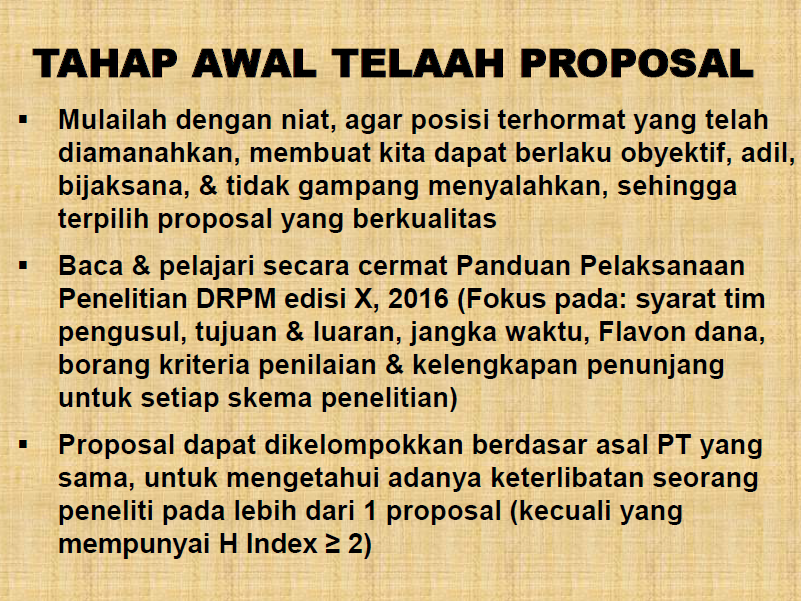 TAHAP AWAL TELAAH PROPOSAL
▪ Mulailah dengan niat, agar posisi terhormat yang telah
diamanahkan, membuat kita dapat berlaku obyektif, adil,
bijaksana, & tidak gampang menyalahkan, sehingga
terpilih proposal yang berkualitas
▪ Baca & pelajari secara cermat Panduan Pelaksanaan
Penelitian DRPM edisi X, 2016 (Fokus pada: syarat tim
pengusul, tujuan & luaran, jangka waktu, Flavon dana,
borang kriteria penilaian & kelengkapan penunjang
untuk setiap skema penelitian)
▪ Proposal dapat dikelompokkan berdasar asal PT yang
sama, untuk mengetahui adanya keterlibatan seorang
peneliti pada lebih dari 1 proposal (kecuali yang
mempunyai H Index ≥ 2)